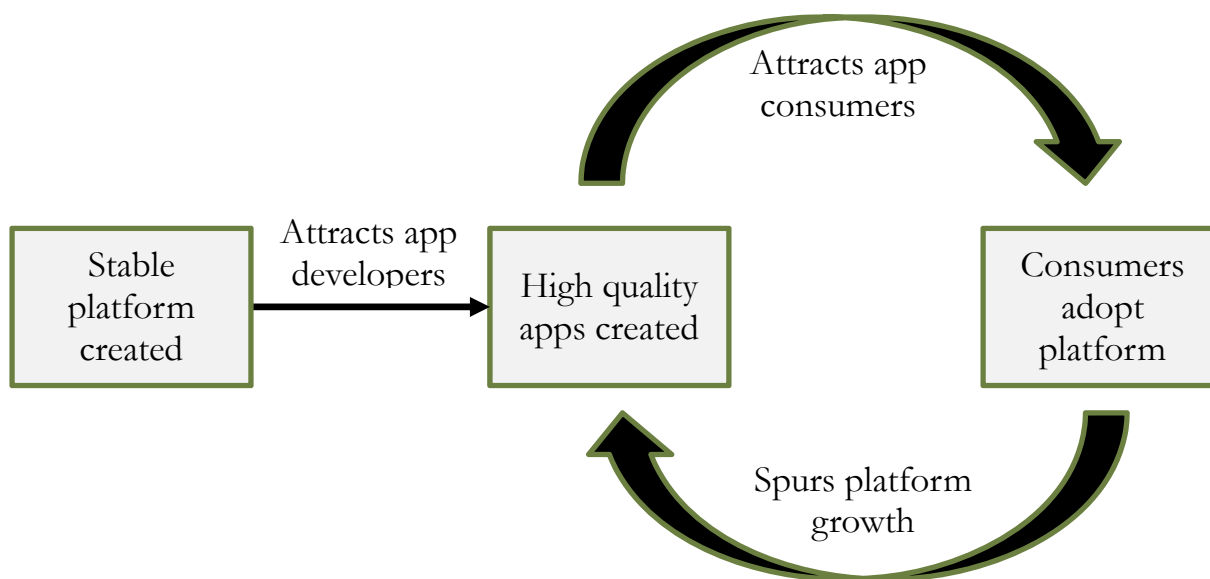 Attracts app
consumers
Stable
platform
created
Attracts app
developers
High quality
apps created
Consumers
adopt
platform
Spurs platform
growth